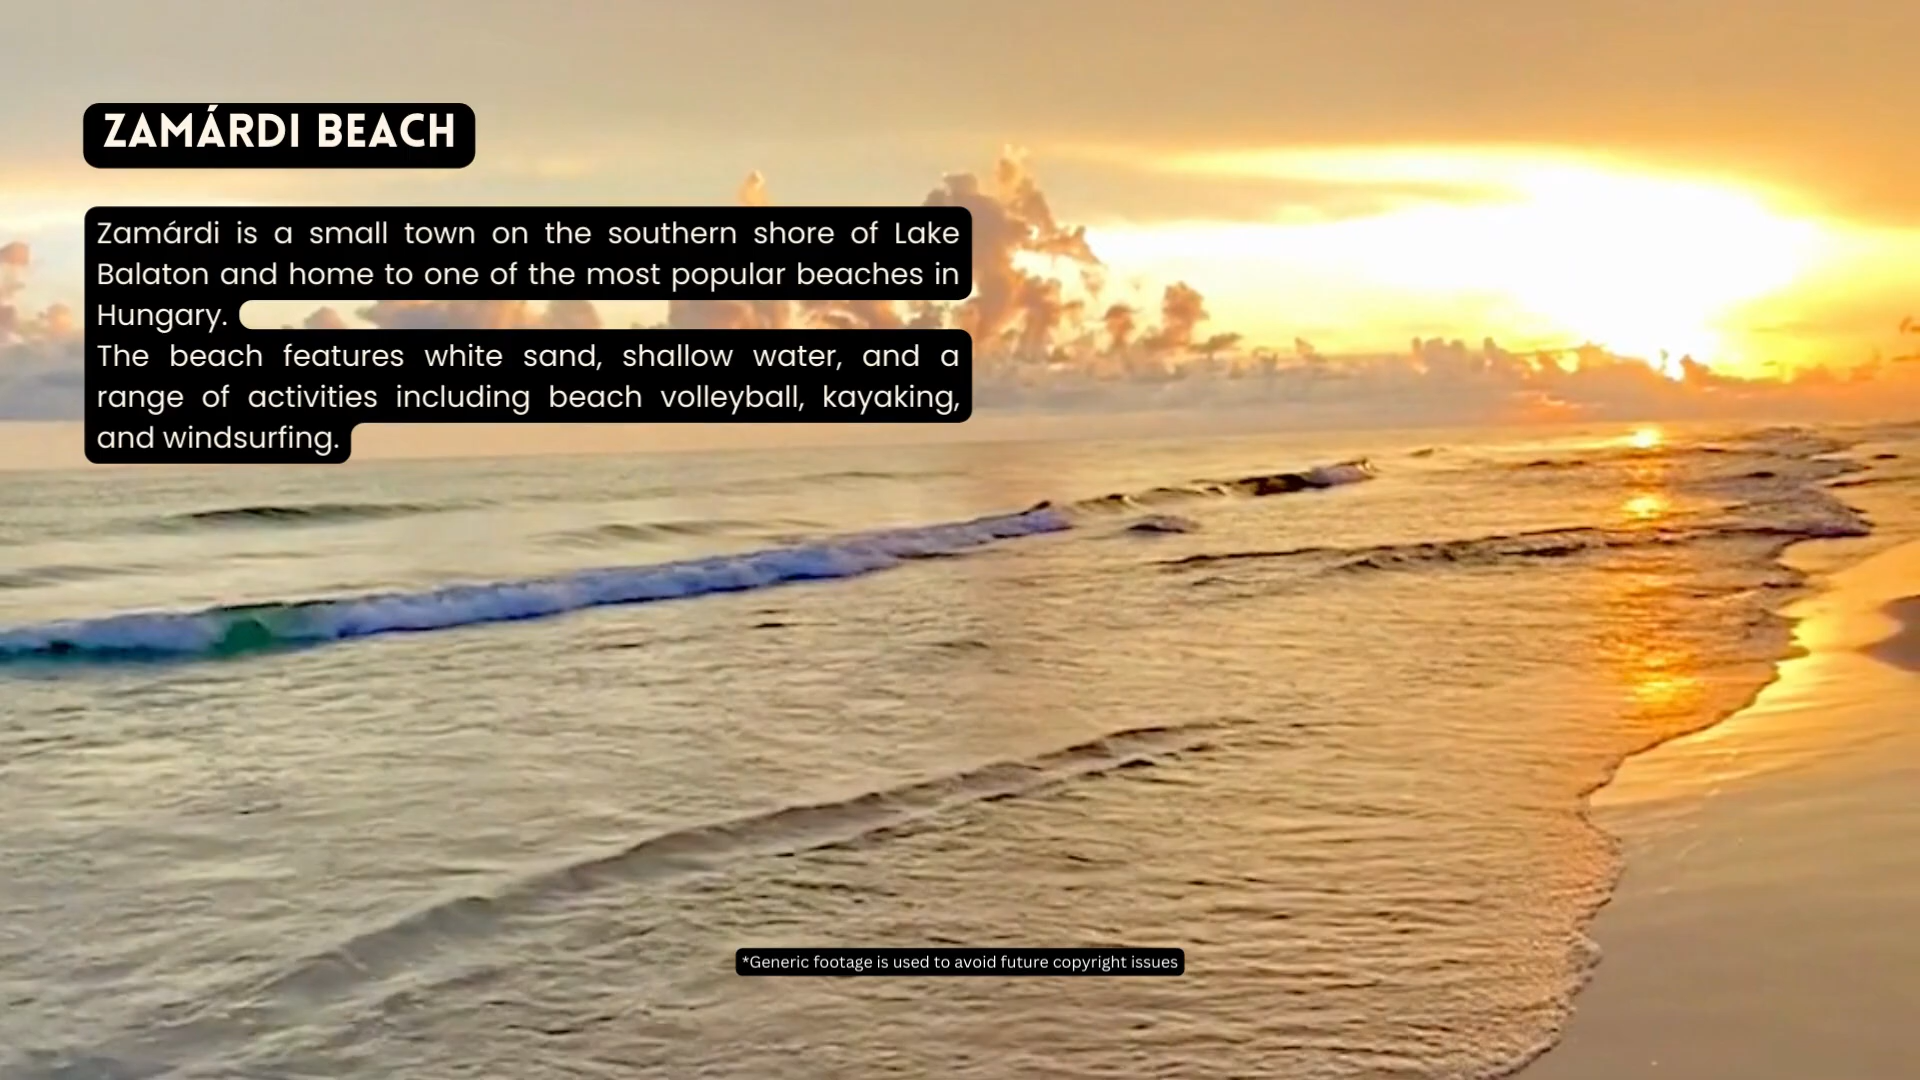 ZAMÁRDI BEACH
Zamárdi is a small town on the southern shore of Lake
Balaton and home to one of the most popular beaches in
Hungary.
The beach features white sand, shallow water, and a
range of activities including beach volleyball, kayaking,
and windsurfing.
*Generic footage is used to avoid future copyright issues